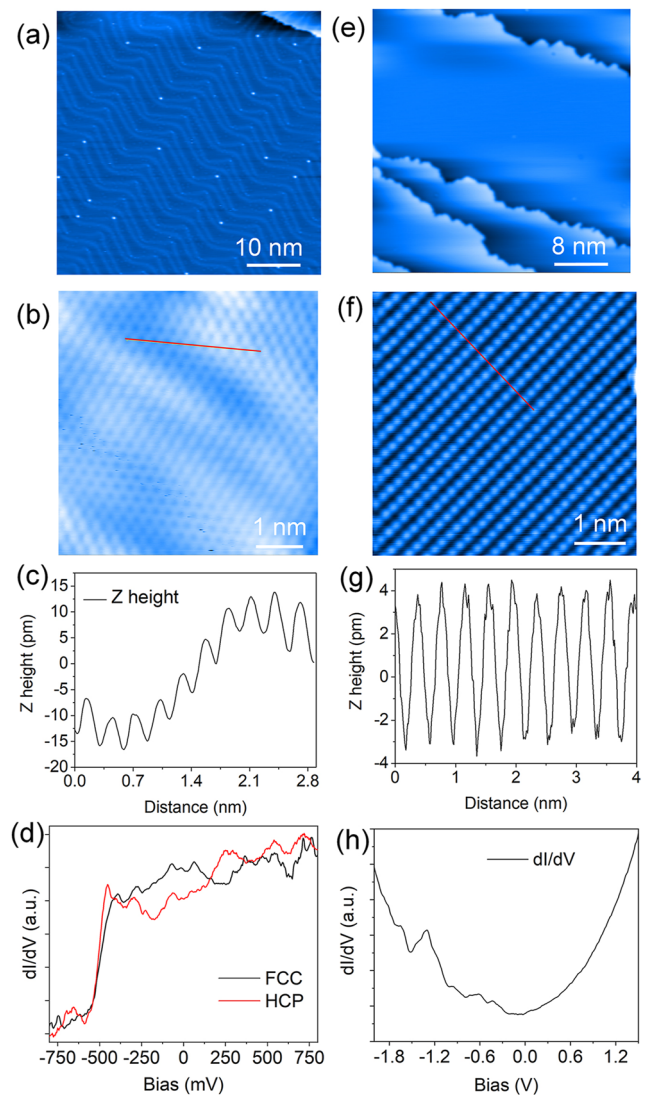 (a)
10 nm
(e)
8 nm
(b)
1 nm
(f)
1 nm
(c)
15
10
5
0
-5
-10
-15
-20
Z height (pm)
Z height
0.0 0.7 1.4 2.1 2.8
Distance (nm)
(g)
4
2
0
-2
-4
Z height (pm)
0 1 2 3 4
Distance (nm)
(d)
dI/dV (a.u.)
FCC
HCP
-750 -500 -250 0 250 500 750
Bias (mV)
(h)
dI/dV (a.u.)
dI/dV
-1.8 -1.2 -0.6 0.0 0.6 1.2
Bias (V)